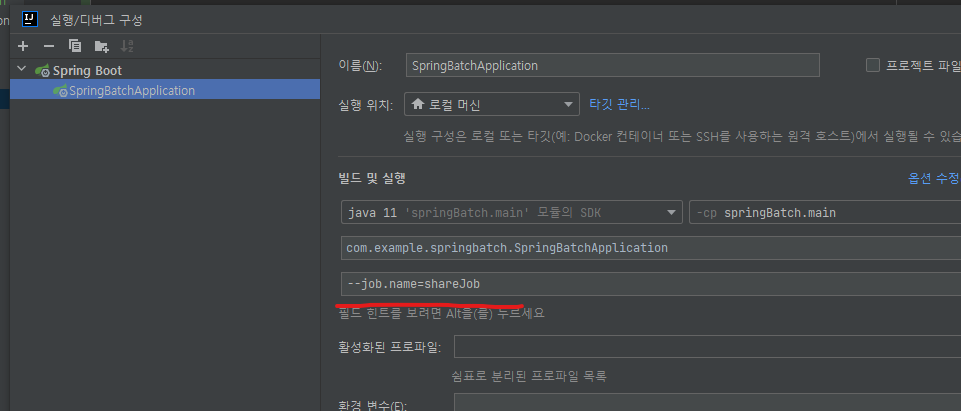 실행/디버그 구성
Spring Boot
SpringBatchApplication
이름(N): SpringBatchApplication 프로젝트 파일
실행 위치: 로컬 머신 타깃 관리...
실행 구성은 로컬 또는 타깃(예: Docker 컨테이너 또는 SSH를 사용하는 원격 호스트)에서 실행될 수 있습
빌드 및 실행 옵션 수정
java 11 'springBatch.main' 모듈의 SDK -cp springBatch.main
com.example.springbatch.SpringBatchApplication
--job.name=shareJob
필드 힌트를 보려면 Alt을(를) 누르세요
활성화된 프로파일:
쉼표로 분리된 프로파일 목록
환경 변수(E):